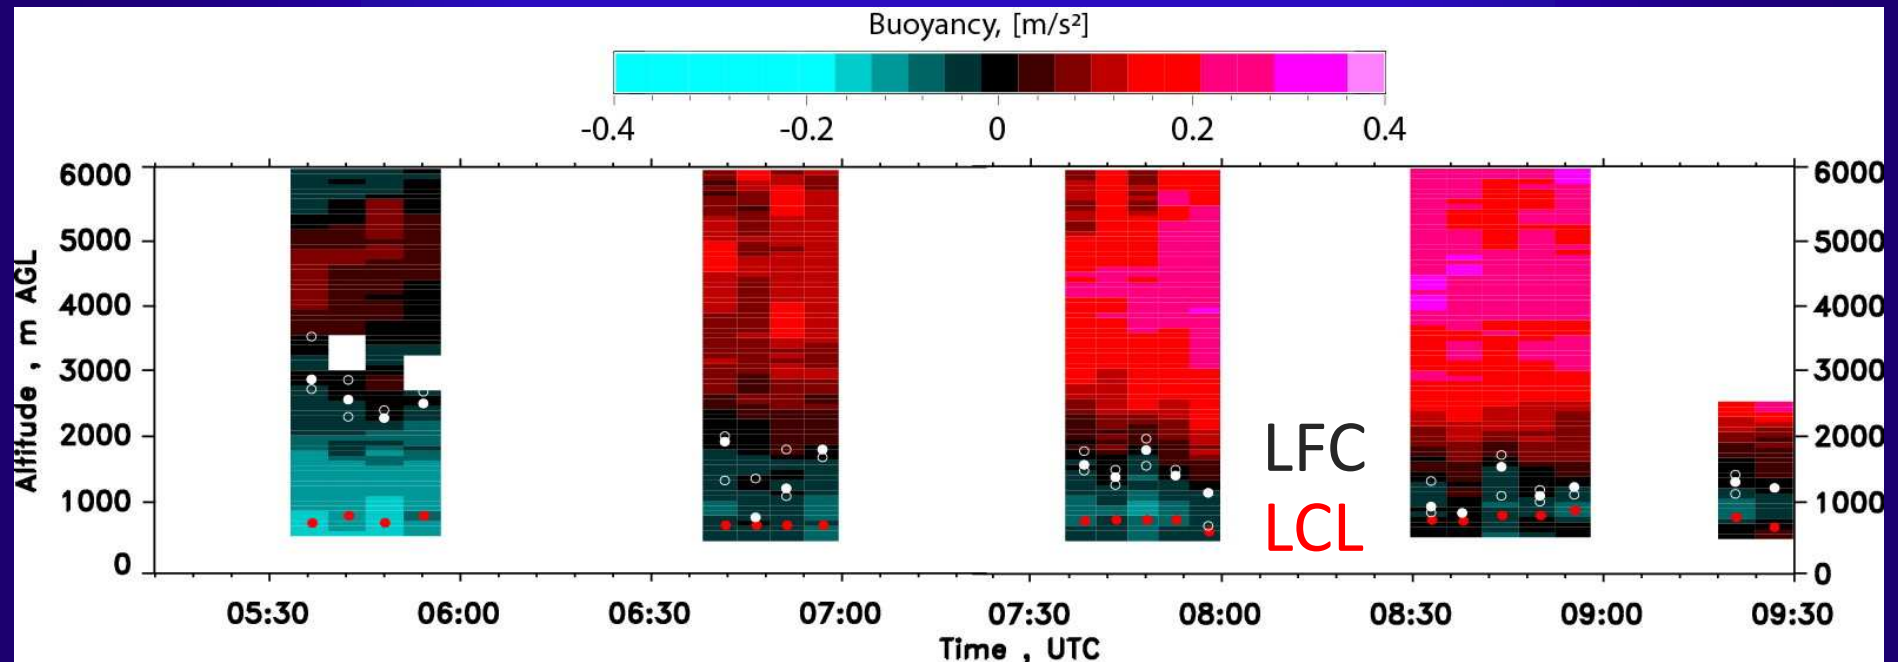 Buoyancy, [m/s²]
-0.4 -0.2 0 0.2 0.4
6000 6000
5000 5000
4000 4000
3000 3000
2000 2000
1000 1000
0 0
Altitude , m AGL
LFC
LCL
05:30 06:00 06:30 07:00 07:30 08:00 08:30 09:00 09:30
Time , UTC